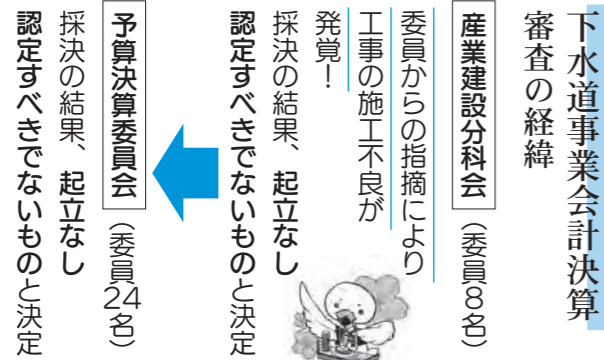 下水道事業会計決算
審査の経緯
産業建設分科会（委員8名）
委員からの指摘により
工事の施工不良が
発覚！
採決の結果、起立なし
認定すべきでないものと決定
予算決算委員会（委員24名）
採決の結果、起立なし
認定すべきでないものと決定